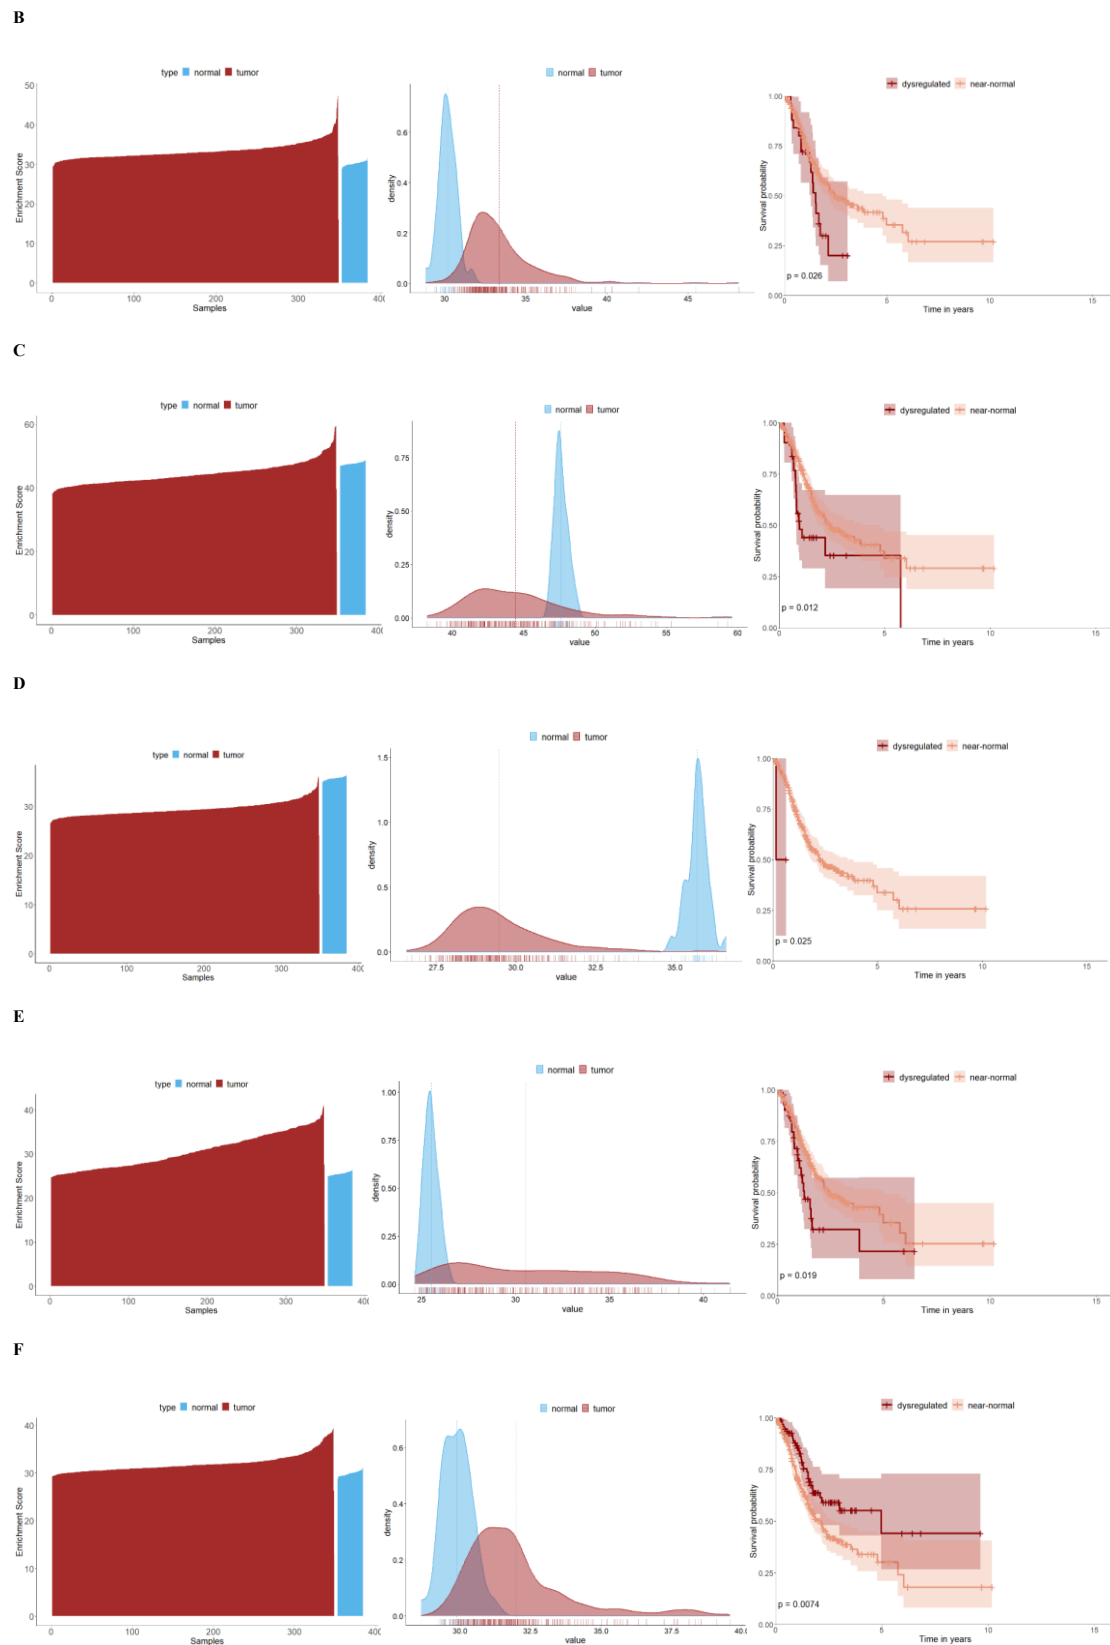 B
type normal tumor
normal tumor
dysregulated near-normal
50
40
30
20
10
0
Enrichment Score
0 100 200 300 400
Samples
0.6
0.4
0.2
0.0
density
30 35 40 45
value
1.00
0.75
0.50
0.25
0.00
Survival probability
p = 0.026
0 5 10 15
Time in years
C
type normal tumor
normal tumor
dysregulated near-normal
60
40
20
0
Enrichment Score
0 100 200 300 400
Samples
0.75
0.50
0.25
0.00
density
40 45 50 55 60
value
1.00
0.75
0.50
0.25
0.00
Survival probability
p = 0.012
0 5 10 15
Time in years
D
type normal tumor
normal tumor
dysregulated near-normal
30
20
10
0
Enrichment Score
0 100 200 300 400
Samples
1.5
1.0
0.5
0.0
density
27.5 30.0 32.5 35.0
value
1.00
0.75
0.50
0.25
0.00
Survival probability
p = 0.025
0 5 10 15
Time in years
E
type normal tumor
normal tumor
dysregulated near-normal
40
30
20
10
0
Enrichment Score
0 100 200 300 400
Samples
1.00
0.75
0.50
0.25
0.00
density
25 30 35 40
value
1.00
0.75
0.50
0.25
0.00
Survival probability
p = 0.019
0 5 10 15
Time in years
F
type normal tumor
normal tumor
dysregulated near-normal
40
30
20
10
0
Enrichment Score
0 100 200 300 400
Samples
0.6
0.4
0.2
0.0
density
30.0 32.5 35.0 37.5 40.0
value
1.00
0.75
0.50
0.25
0.00
Survival probability
p = 0.0074
0 5 10 15
Time in years